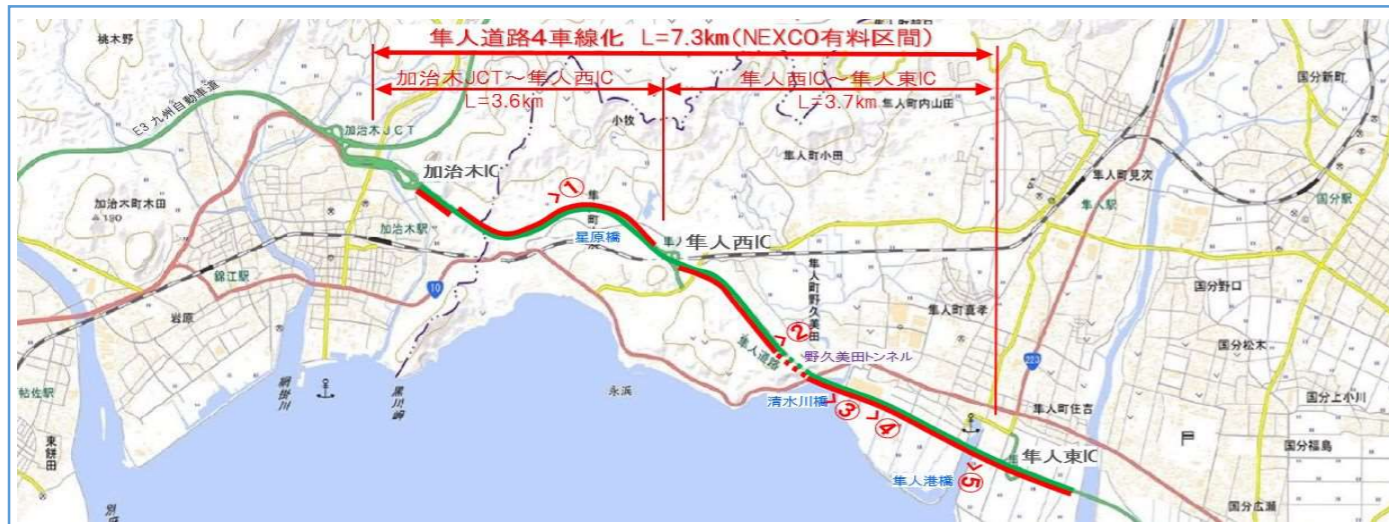 隼人道路4車線化 L=7.3km(NEXCO有料区間)
加治木JCT～隼人西IC
L=3.6km
隼人西IC～隼人東IC
L=3.7km
桃木野
E3 九州自動車道
加治木JCT
加治木IC
小牧
隼人町内山田
国分新町
隼人町小田
隼人町見次
国分駅
隼人駅
加治木町木田
190
加治木駅
錦江駅
10
岩原
星原橋
①
隼人西IC
隼人町野久美田
隼人町真孝
国分野口
国分松木
223
②
隼人道路
野久美田トンネル
網掛川
黒川岬
永浜
清水川橋
③
④
隼人町住吉
国分上小川
帖佐駅
東餅田
隼人東IC
隼人港橋
⑤
国分福島
国分広瀬